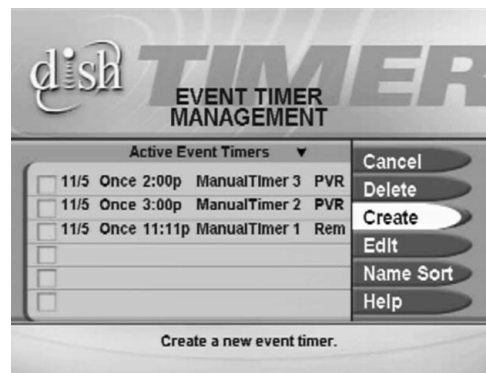 dish
TIMER
EVENT TIMER
MANAGEMENT
Active Event Timers
11/5 Once 2:00p ManualTImer 3 PVR
11/5 Once 3:00p ManualTImer 2 PVR
11/5 Once 11:11p ManualTImer 1 Rem
Cancel
Delete
Create
Edit
Name Sort
Help
Create a new event timer.